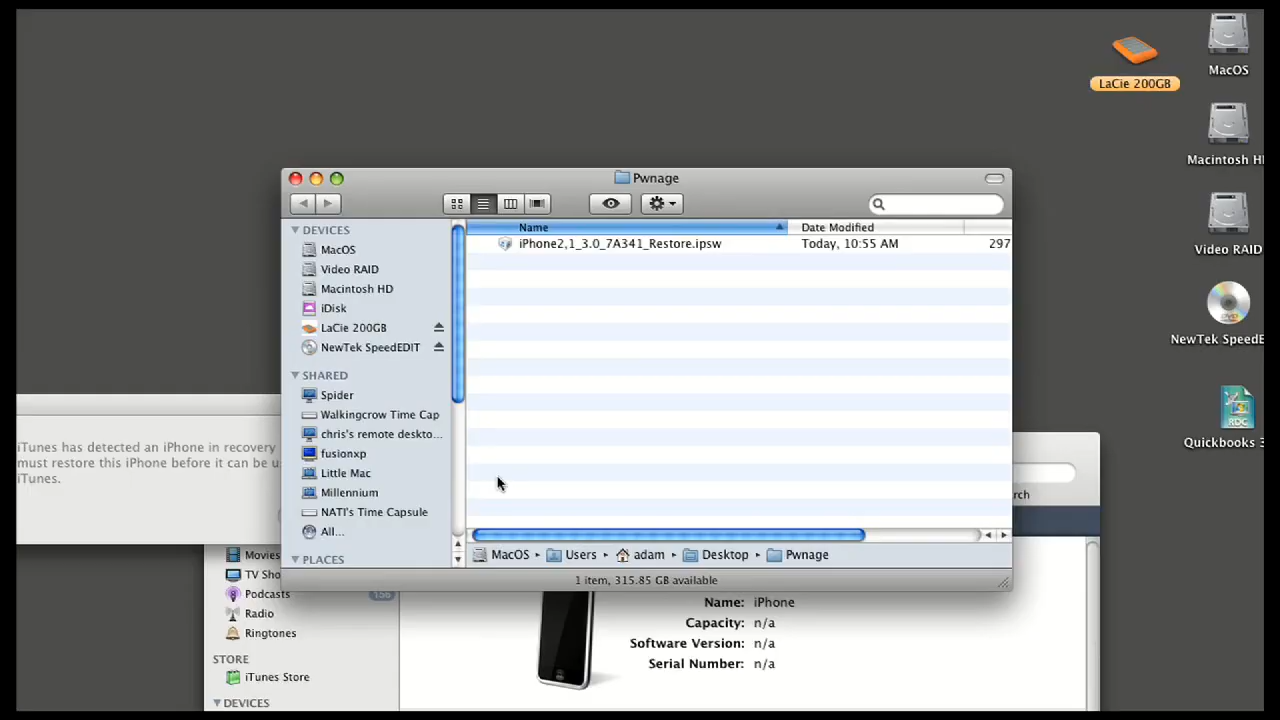 LaCie 200GB
MacOS
Macintosh H
Video RAID
NewTek SpeedE
Quickbooks 3
Pwnage
DEVICES
MacOS
Video RAID
Macintosh HD
iDisk
LaCie 200GB
NewTek SpeedEDIT
SHARED
Spider
Walkingcrow Time Cap
chris's remote deskto...
fusionxp
Little Mac
Millennium
NATI's Time Capsule
All...
PLACES
Name Date Modified
iPhone2,1_3.0_7A341_Restore.ipsw Today, 10:55 AM 297
MacOS Users adam Desktop Pwnage
1 item, 315.85 GB available
iTunes has detected an iPhone in recovery
must restore this iPhone before it can be u
iTunes.
rch
Movies
TV Sho
Podcasts 156
Radio
Ringtones
STORE
iTunes Store
DEVICES
Name: iPhone
Capacity: n/a
Software Version: n/a
Serial Number: n/a
DVD
RDC